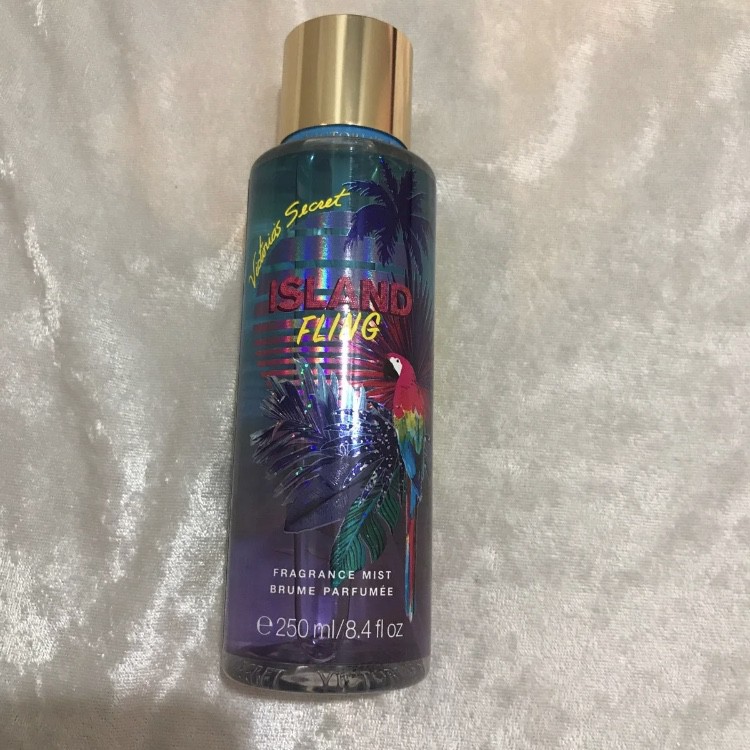 Victoria's Secret
ISLAND
FLING
FRAGRANCE MIST
BRUME PARFUMÉE
℮ 250 ml/8.4 fl oz